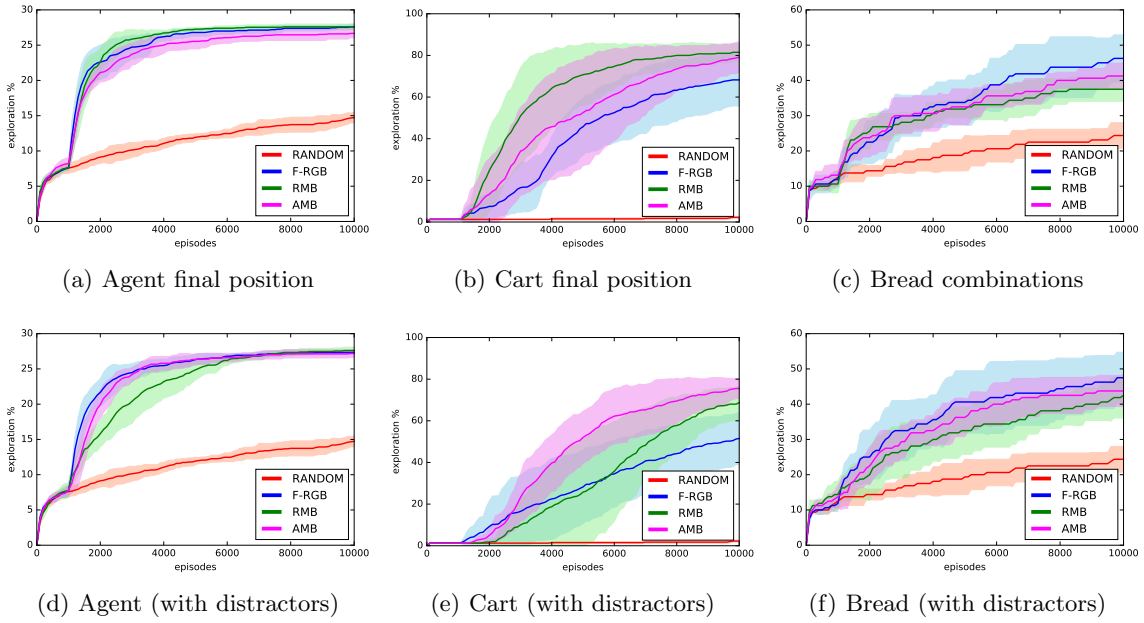 30
25
20
15
10
5
0
exploration %
0 2000 4000 6000 8000 10000
episodes
RANDOM
F-RGB
RMB
AMB
(a) Agent final position
100
80
60
40
20
0
exploration %
0 2000 4000 6000 8000 10000
episodes
RANDOM
F-RGB
RMB
AMB
(b) Cart final position
60
50
40
30
20
10
0
exploration %
0 2000 4000 6000 8000 10000
episodes
RANDOM
F-RGB
RMB
AMB
(c) Bread combinations
30
25
20
15
10
5
0
exploration %
0 2000 4000 6000 8000 10000
episodes
RANDOM
F-RGB
RMB
AMB
(d) Agent (with distractors)
100
80
60
40
20
0
exploration %
0 2000 4000 6000 8000 10000
episodes
RANDOM
F-RGB
RMB
AMB
(e) Cart (with distractors)
60
50
40
30
20
10
0
exploration %
0 2000 4000 6000 8000 10000
episodes
RANDOM
F-RGB
RMB
AMB
(f) Bread (with distractors)